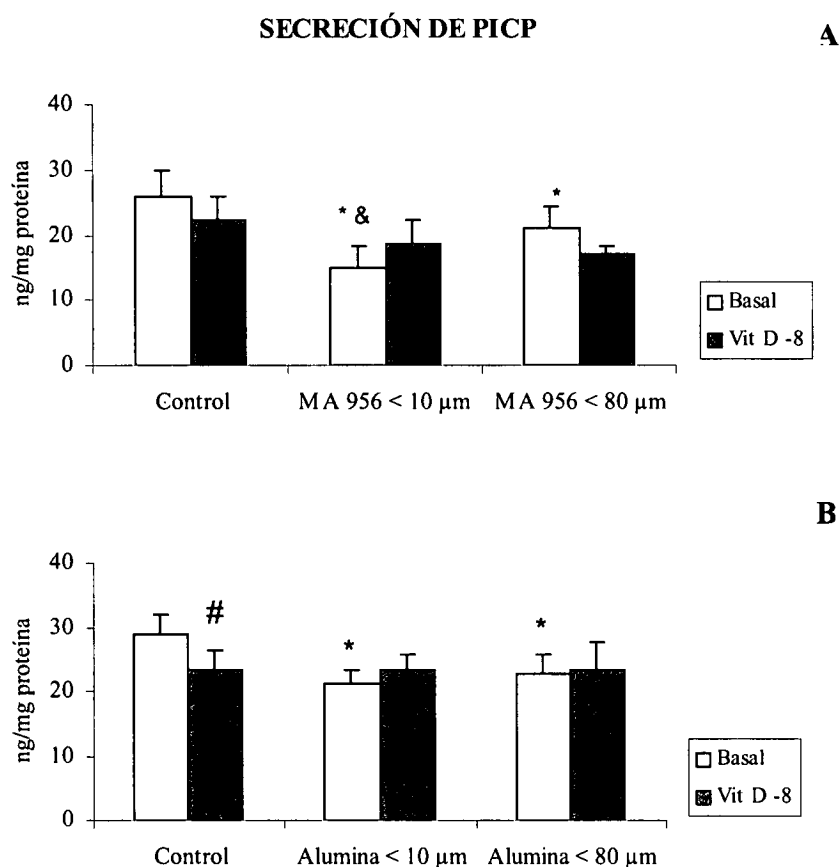 SECRECIÓN DE PICP
A
40
30
20
10
0
ng/mg proteína
* &
*
Basal
Vit D -8
Control
MA 956 < 10 µm
MA 956 < 80 µm
B
40
30
20
10
0
ng/mg proteína
#
*
*
Basal
Vit D -8
Control
Alumina < 10 µm
Alumina < 80 µm